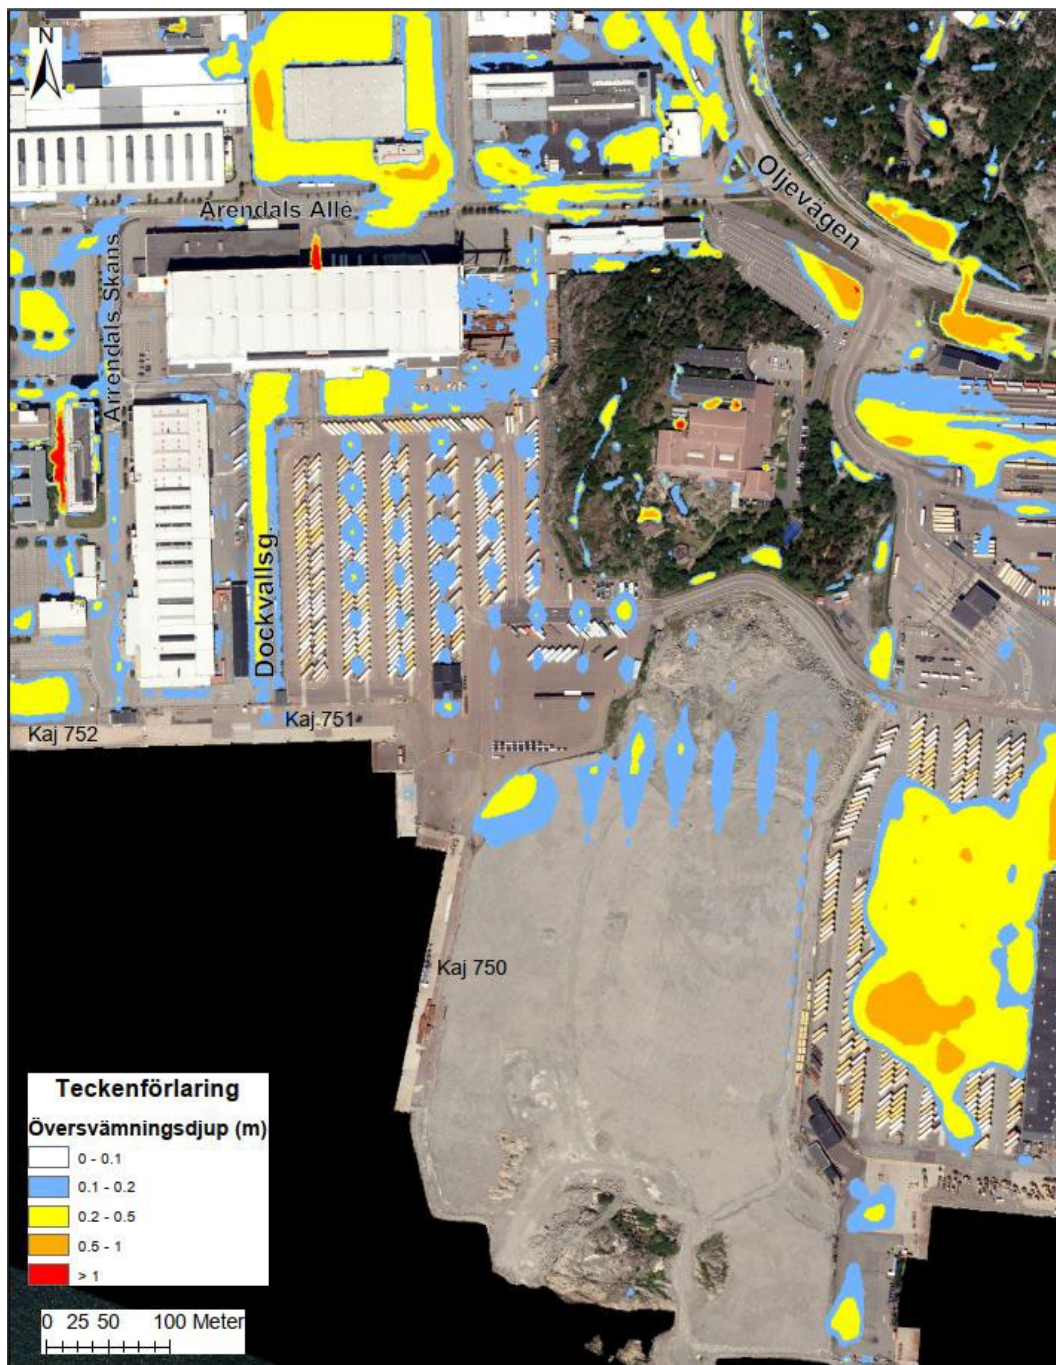 N
Oljevägen
Arendals Allé
Arrendals Skans
Dockvallsg.
Kaj 751
Kaj 752
Kaj 750
Teckenförlaring
Översvämningsdjup (m)
0 - 0.1
0.1 - 0.2
0.2 - 0.5
0.5 - 1
> 1
0 25 50 100 Meter